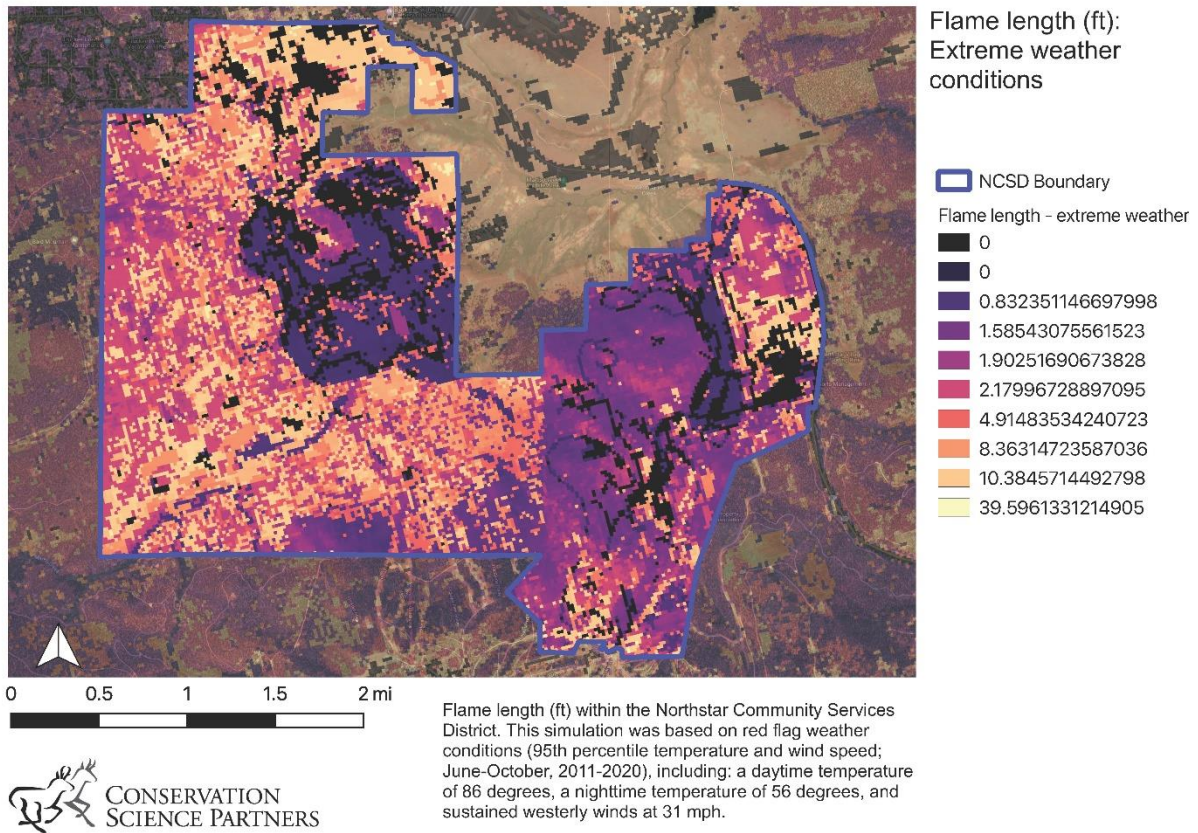 Flame length (ft):
Extreme weather
conditions
NCSD Boundary
Flame length - extreme weather
0
0
0.832351146697998
1.58543075561523
1.90251690673828
2.17996728897095
4.91483534240723
8.36314723587036
10.3845714492798
39.5961331214905
0 0.5 1 1.5 2 mi
Flame length (ft) within the Northstar Community Services
District. This simulation was based on red flag weather
conditions (95th percentile temperature and wind speed;
June-October, 2011-2020), including: a daytime temperature
of 86 degrees, a nighttime temperature of 56 degrees, and
sustained westerly winds at 31 mph.
CONSERVATION
SCIENCE PARTNERS